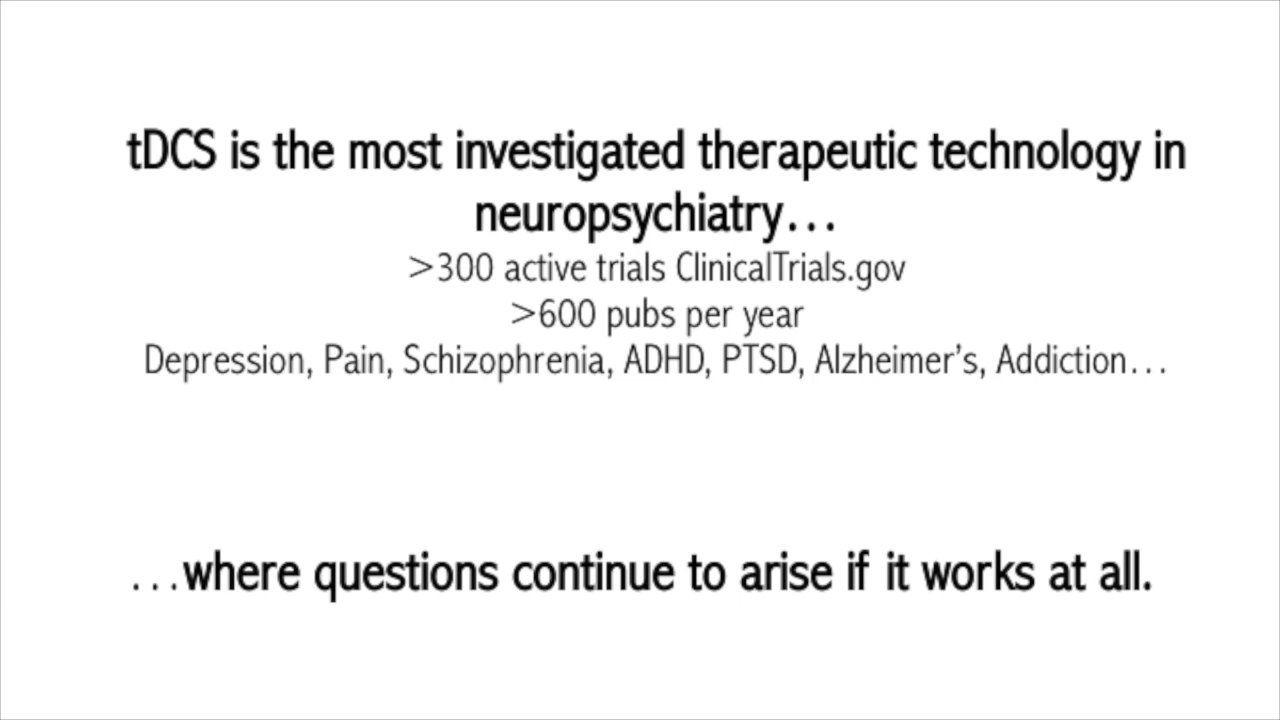 tDCS is the most investigated therapeutic technology in
neuropsychiatry…
>300 active trials ClinicalTrials.gov
>600 pubs per year
Depression, Pain, Schizophrenia, ADHD, PTSD, Alzheimer’s, Addiction…
…where questions continue to arise if it works at all.